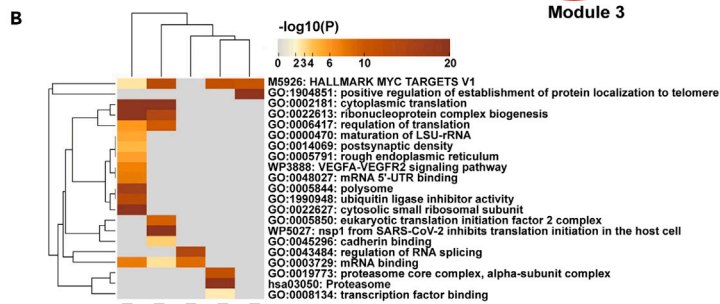 B
Module 3
-log10(P)
0 2 3 4 6 10 20
M5926: HALLMARK MYC TARGETS V1
GO:1904851: positive regulation of establishment of protein localization to telomere
GO:0002181: cytoplasmic translation
GO:0022613: ribonucleoprotein complex biogenesis
GO:0006417: regulation of translation
GO:0000470: maturation of LSU-rRNA
GO:0014069: postsynaptic density
GO:0005791: rough endoplasmic reticulum
WP3888: VEGFA-VEGFR2 signaling pathway
GO:0048027: mRNA 5'-UTR binding
GO:0005844: polysome
GO:1990948: ubiquitin ligase inhibitor activity
GO:0022627: cytosolic small ribosomal subunit
GO:0005850: eukaryotic translation initiation factor 2 complex
WP5027: nsp1 from SARS-CoV-2 inhibits translation initiation in the host cell
GO:0045296: cadherin binding
GO:0043484: regulation of RNA splicing
GO:0003729: mRNA binding
GO:0019773: proteasome core complex, alpha-subunit complex
hsa03050: Proteasome
GO:0008134: transcription factor binding